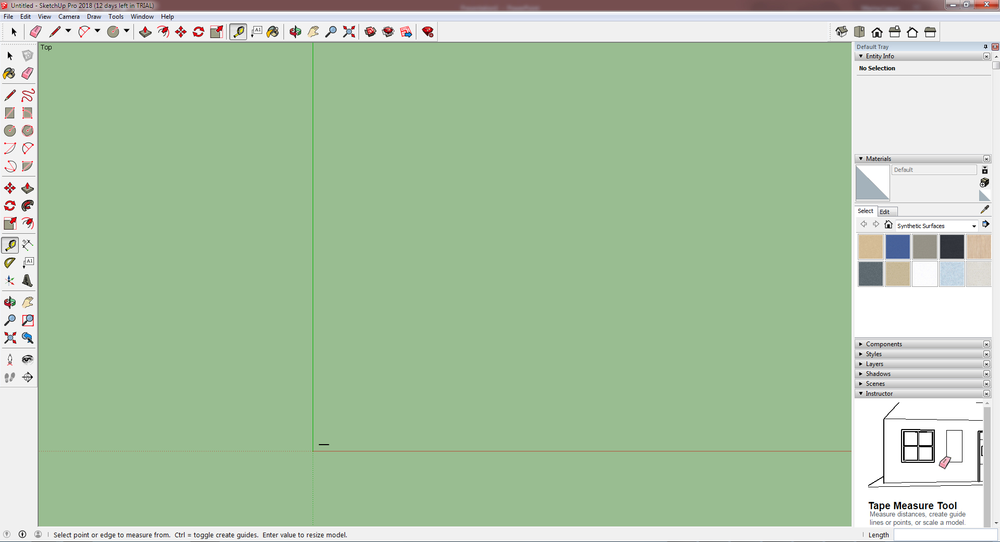 Untitled - SketchUp Pro 2018 (12 days left in TRIAL)
File Edit View Camera Draw Tools Window Help
A1
Top
Default Tray
Entity Info
No Selection
Materials
Default
Select Edit
Synthetic Surfaces
A1
Components
Styles
Layers
Shadows
Scenes
Instructor
Tape Measure Tool
Measure distances, create guide
lines or points, or scale a model.
Select point or edge to measure from. Ctrl = toggle create guides. Enter value to resize model.
Length